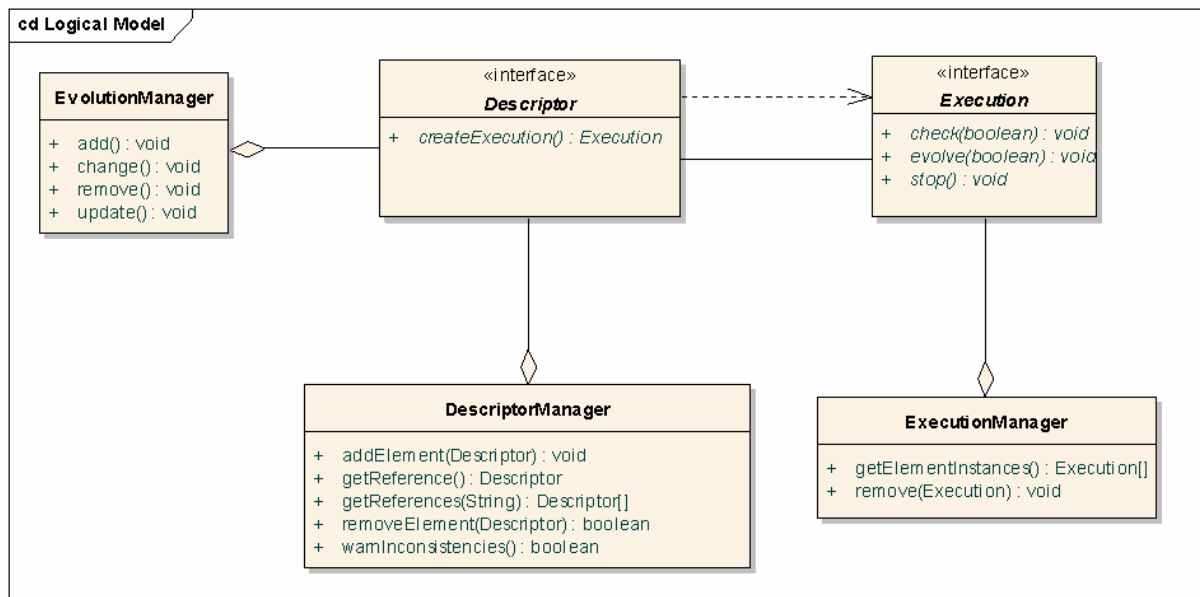 cd Logical Model
EvolutionManager
+ add() : void
+ change() : void
+ remove() : void
+ update() : void
«interface»
Descriptor
+ createExecution() : Execution
«interface»
Execution
+ check(boolean) : void
+ evolve(boolean) : void
+ stop() : void
DescriptorManager
+ addElement(Descriptor) : void
+ getReference() : Descriptor
+ getReferences(String) : Descriptor[]
+ removeElement(Descriptor) : boolean
+ warnInconsistencies() : boolean
ExecutionManager
+ getElementInstances() : Execution[]
+ remove(Execution) : void